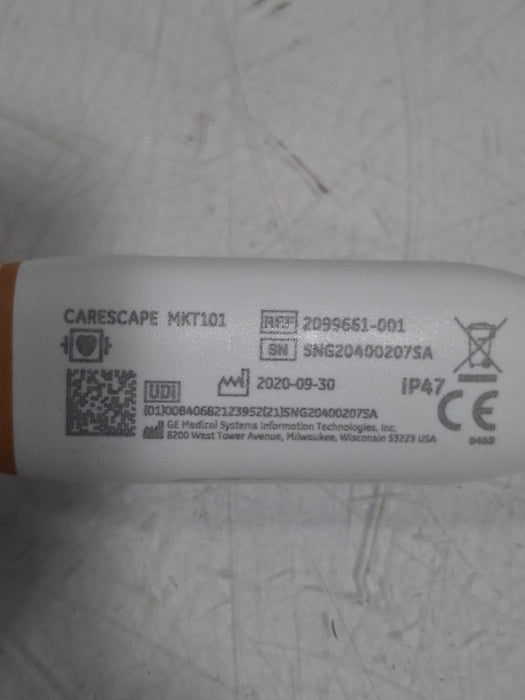 CARESCAPE MKT101
REF 2099661-001
SN SNG20400207SA
UDI
2020-09-30
IP47
(01)00840682123952(21)SNG20400207SA
GE Medical Systems Information Technologies, Inc.
8200 West Tower Avenue, Milwaukee, Wisconsin 53223 USA
CE
0459